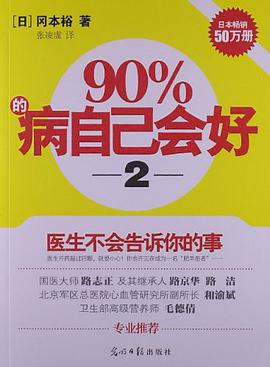 [日]冈本裕 著
张凌虚 译
日本畅销
50万册
90%
的病自己会好
—2—
医生不会告诉你的事
国医大师 路志正 及其继承人 路京华 路洁
北京军区总医院心血管研究所副所长 和渝斌
卫生部高级营养师 毛德倩
专业推荐
光明日报出版社